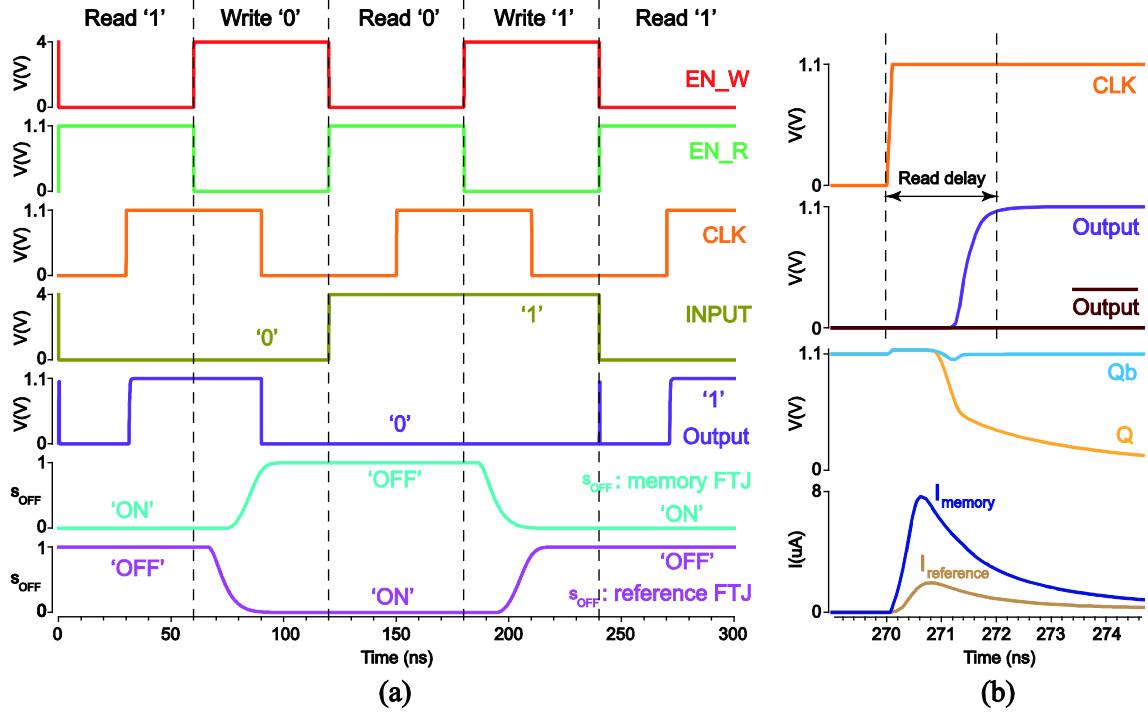 Read ‘1’ Write ‘0’ Read ‘0’ Write ‘1’ Read ‘1’
V(V) 4 0 EN_W
V(V) 1.1 0 EN_R
V(V) 1.1 0 CLK
V(V) 4 0 ‘0’ ‘1’ INPUT
V(V) 1.1 0 ‘0’ ‘1’ Output
sOFF 1 0 ‘ON’ ‘OFF’ sOFF: memory FTJ ‘ON’
sOFF 1 0 ‘OFF’ ‘ON’ ‘OFF’ sOFF: reference FTJ
0 50 100 150 200 250 300
Time (ns)
(a)
V(V) 1.1 0 CLK
Read delay
V(V) 1.1 0 Output
Output
V(V) 1.1 0 Qb
Q
I(uA) 8 0 Imemory
Ireference
270 271 272 273 274
Time (ns)
(b)